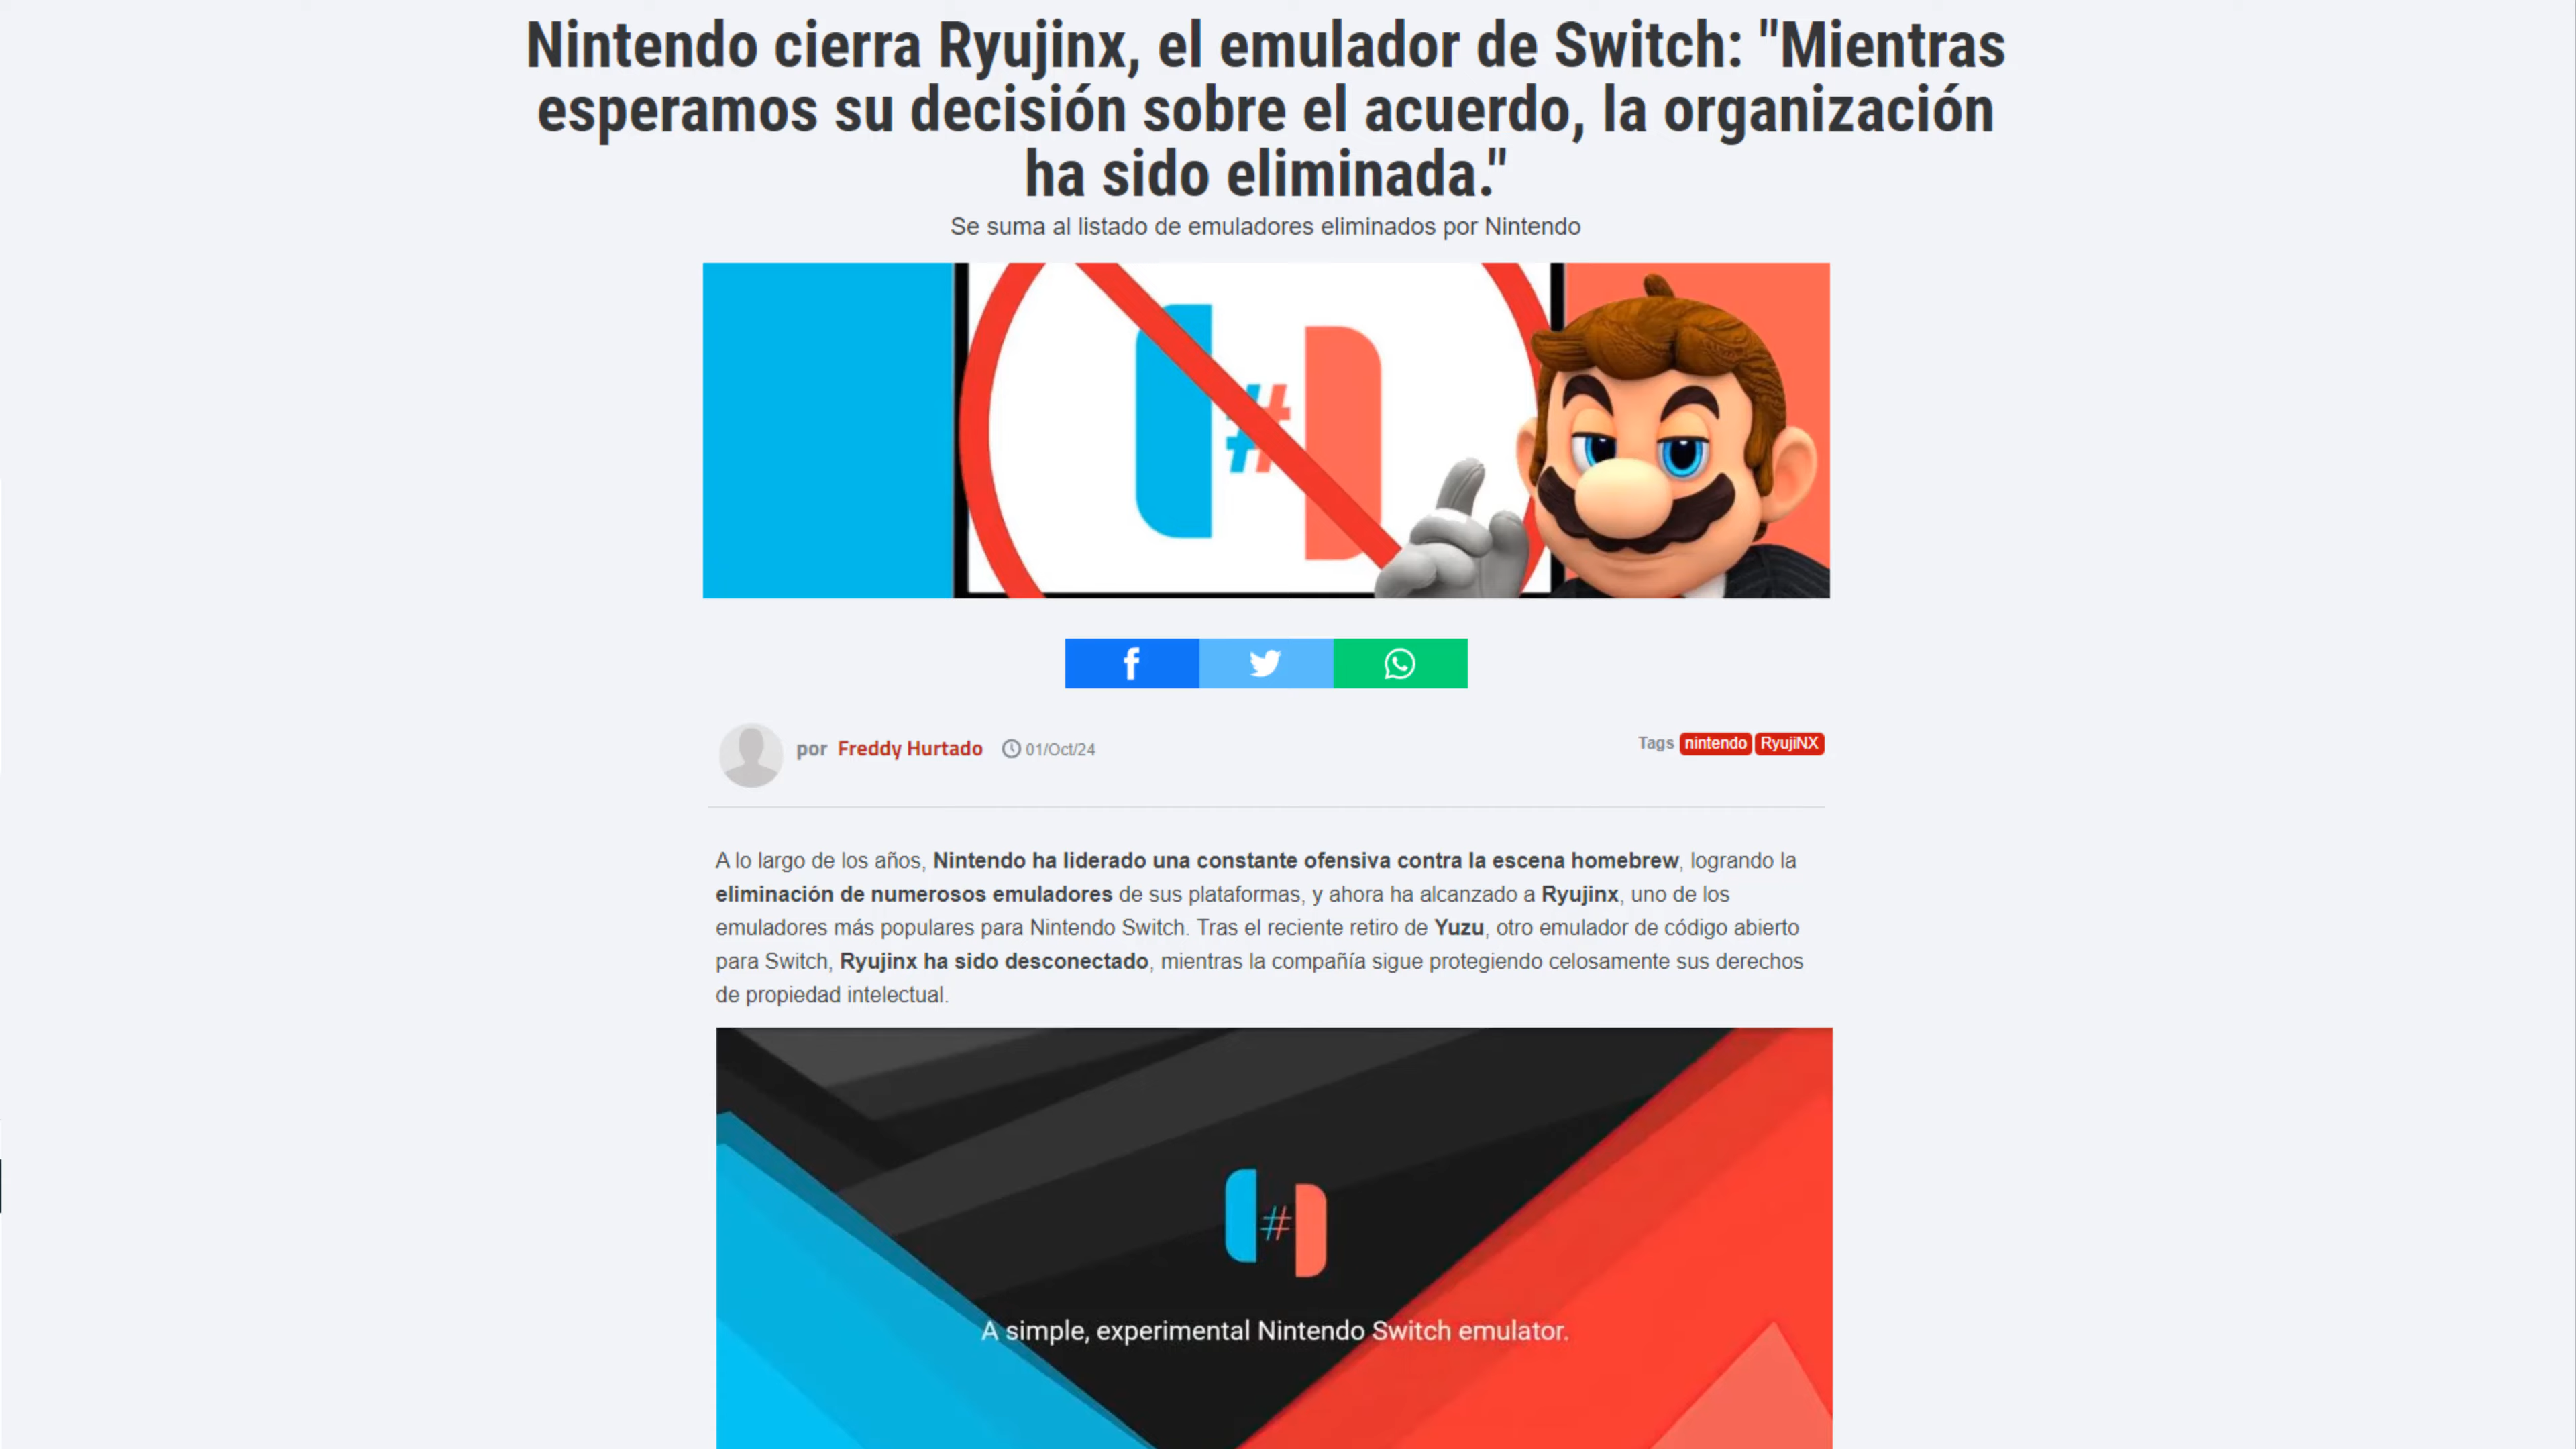 Nintendo cierra Ryujinx, el emulador de Switch: "Mientras
esperamos su decisión sobre el acuerdo, la organización
ha sido eliminada."
Se suma al listado de emuladores eliminados por Nintendo
#
f
por Freddy Hurtado 01/Oct/24
Tags nintendo RyujiNX
A lo largo de los años, Nintendo ha liderado una constante ofensiva contra la escena homebrew, logrando la
eliminación de numerosos emuladores de sus plataformas, y ahora ha alcanzado a Ryujinx, uno de los
emuladores más populares para Nintendo Switch. Tras el reciente retiro de Yuzu, otro emulador de código abierto
para Switch, Ryujinx ha sido desconectado, mientras la compañía sigue protegiendo celosamente sus derechos
de propiedad intelectual.
#
A simple, experimental Nintendo Switch emulator.